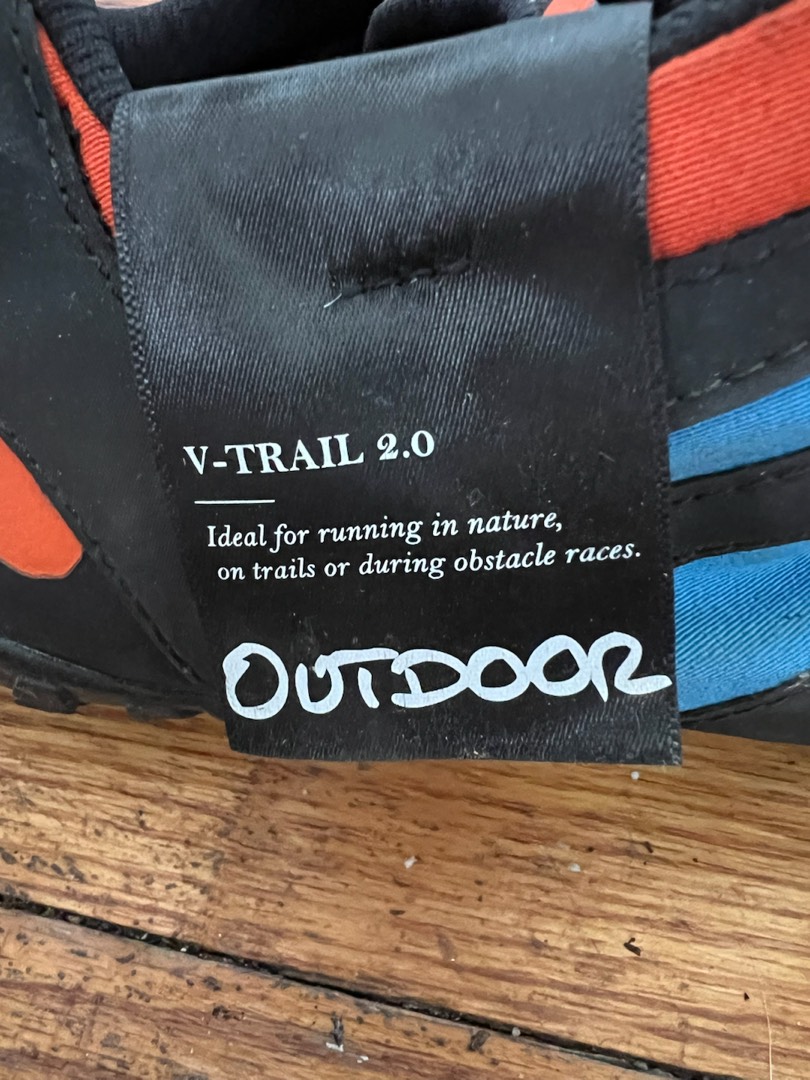 V-TRAIL 2.0
Ideal for running in nature,
on trails or during obstacle races.
OUTDOOR